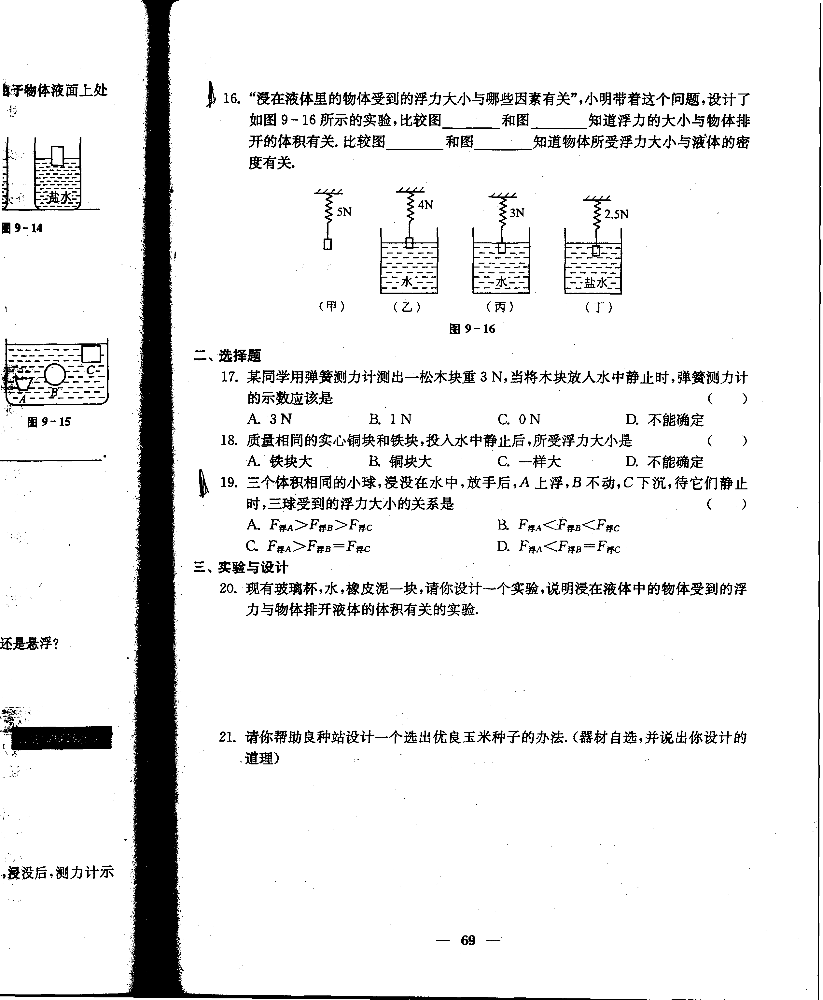 于物体液面上处
盐水
图 9-14
A
B
C
图 9-15
还是悬浮?
,浸没后,测力计示
16. “浸在液体里的物体受到的浮力大小与哪些因素有关”,小明带着这个问题,设计了
如图 9-16 所示的实验,比较图________和图________知道浮力的大小与物体排
开的体积有关. 比较图________和图________知道物体所受浮力大小与液体的密
度有关.
5N 4N 3N 2.5N
水 水 盐水
(甲) (乙) (丙) (丁)
图 9-16
二、选择题
17. 某同学用弹簧测力计测出一松木块重 3 N,当将木块放入水中静止时,弹簧测力计
的示数应该是 ( )
A. 3 N B. 1 N C. 0 N D. 不能确定
18. 质量相同的实心铜块和铁块,投入水中静止后,所受浮力大小是 ( )
A. 铁块大 B. 铜块大 C. 一样大 D. 不能确定
19. 三个体积相同的小球,浸没在水中,放手后,A 上浮,B 不动,C 下沉,待它们静止
时,三球受到的浮力大小的关系是 ( )
A. F浮A>F浮B>F浮C B. F浮A<F浮B<F浮C
C. F浮A>F浮B=F浮C D. F浮A<F浮B=F浮C
三、实验与设计
20. 现有玻璃杯,水,橡皮泥一块,请你设计一个实验,说明浸在液体中的物体受到的浮
力与物体排开液体的体积有关的实验.
21. 请你帮助良种站设计一个选出优良玉米种子的办法.(器材自选,并说出你设计的
道理)
— 69 —